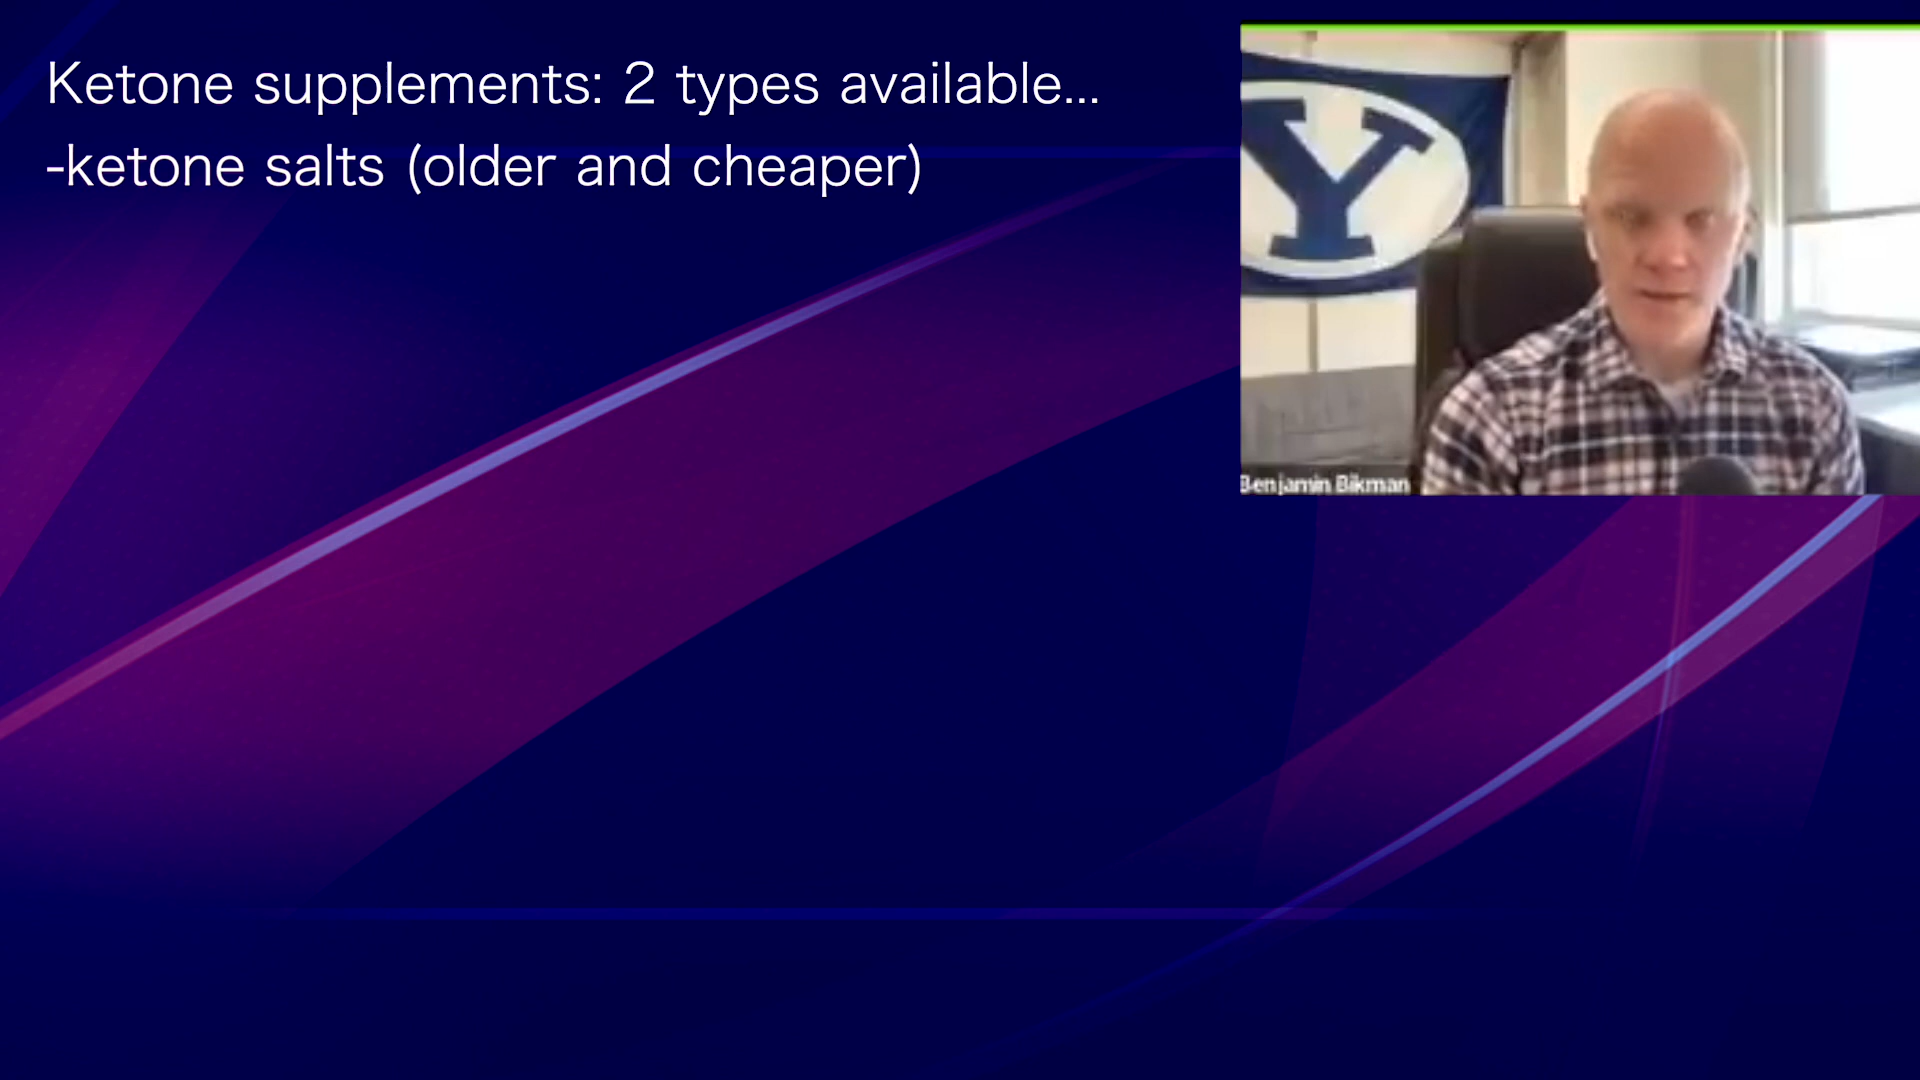 Ketone supplements: 2 types available...
-ketone salts (older and cheaper)
Y
Benjamin Bikman